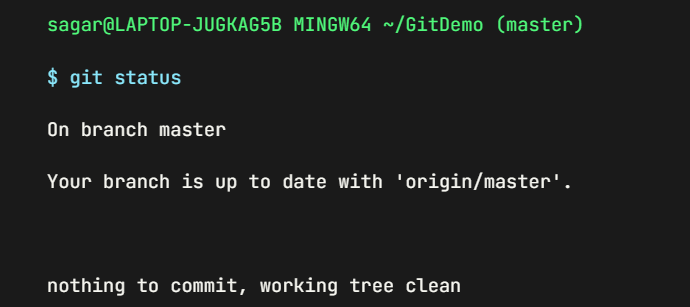 sagar@LAPTOP-JUGKAG5B MINGW64 ~/GitDemo (master)
$ git status
On branch master
Your branch is up to date with 'origin/master'.
nothing to commit, working tree clean